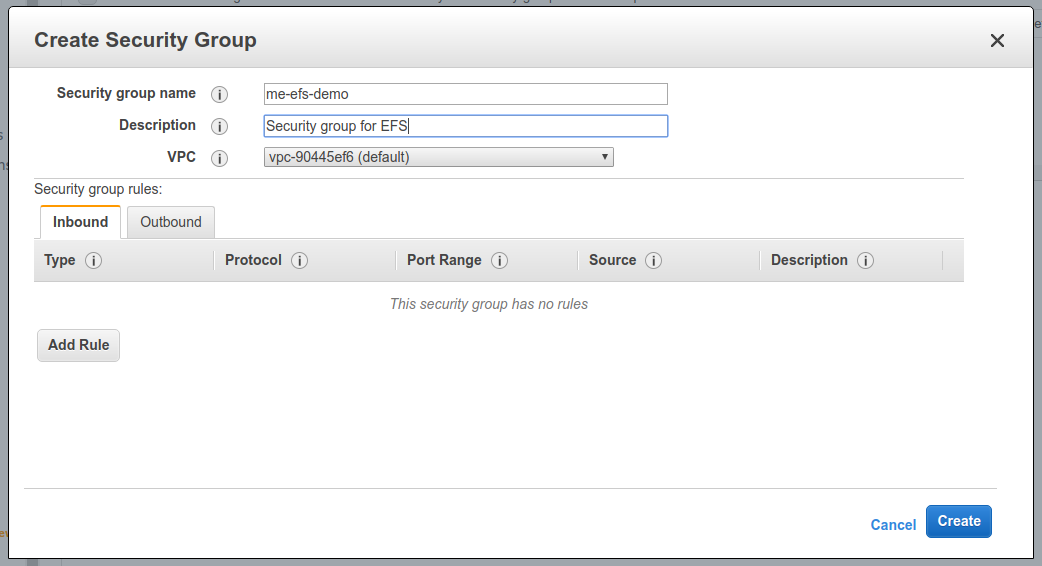 Create Security Group
Security group name i me-efs-demo
Description i Security group for EFS
VPC i vpc-90445ef6 (default)
Security group rules:
Inbound Outbound
Type i Protocol i Port Range i Source i Description i
This security group has no rules
Add Rule
Cancel Create